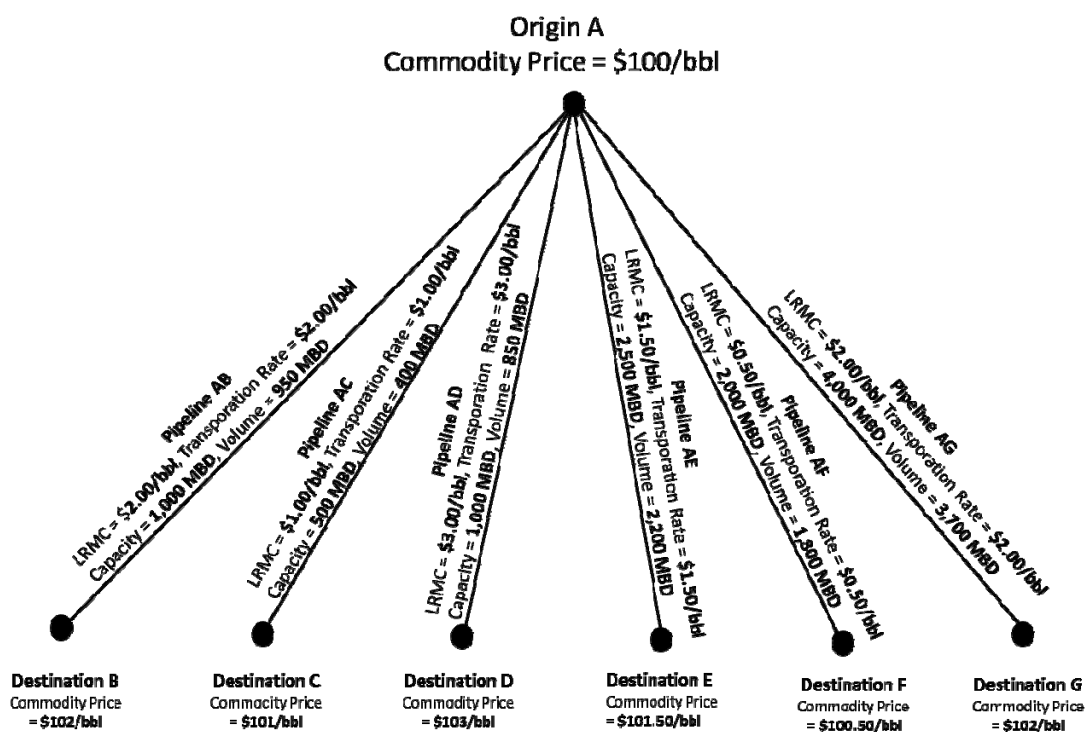 Origin A
Commodity Price = $100/bbl
Pipeline AB
LRMC = $2.00/bbl, Transporation Rate = $2.00/bbl
Capacity = 1,000 MBD, Volume = 950 MBD
Pipeline AC
LRMC = $1.00/bbl, Transporation Rate = $1.00/bbl
Capacity = 500 MBD, Volume = 400 MBD
Pipeline AD
LRMC = $3.00/bbl, Transporation Rate = $3.00/bbl
Capacity = 1,000 MBD, Volume = 850 MBD
Pipeline AE
LRMC = $1.50/bbl, Transporation Rate = $1.50/bbl
Capacity = 2,500 MBD, Volume = 2,200 MBD
Pipeline AF
LRMC = $0.50/bbl, Transporation Rate = $0.50/bbl
Capacity = 2,000 MBD, Volume = 1,800 MBD
Pipeline AG
LRMC = $2.00/bbl, Transporation Rate = $2.00/bbl
Capacity = 4,000 MBD, Volume = 3,700 MBD
Destination B
Commodity Price
= $102/bbl
Destination C
Commodity Price
= $101/bbl
Destination D
Commodity Price
= $103/bbl
Destination E
Commodity Price
= $101.50/bbl
Destination F
Commodity Price
= $100.50/bbl
Destination G
Commodity Price
= $102/bbl